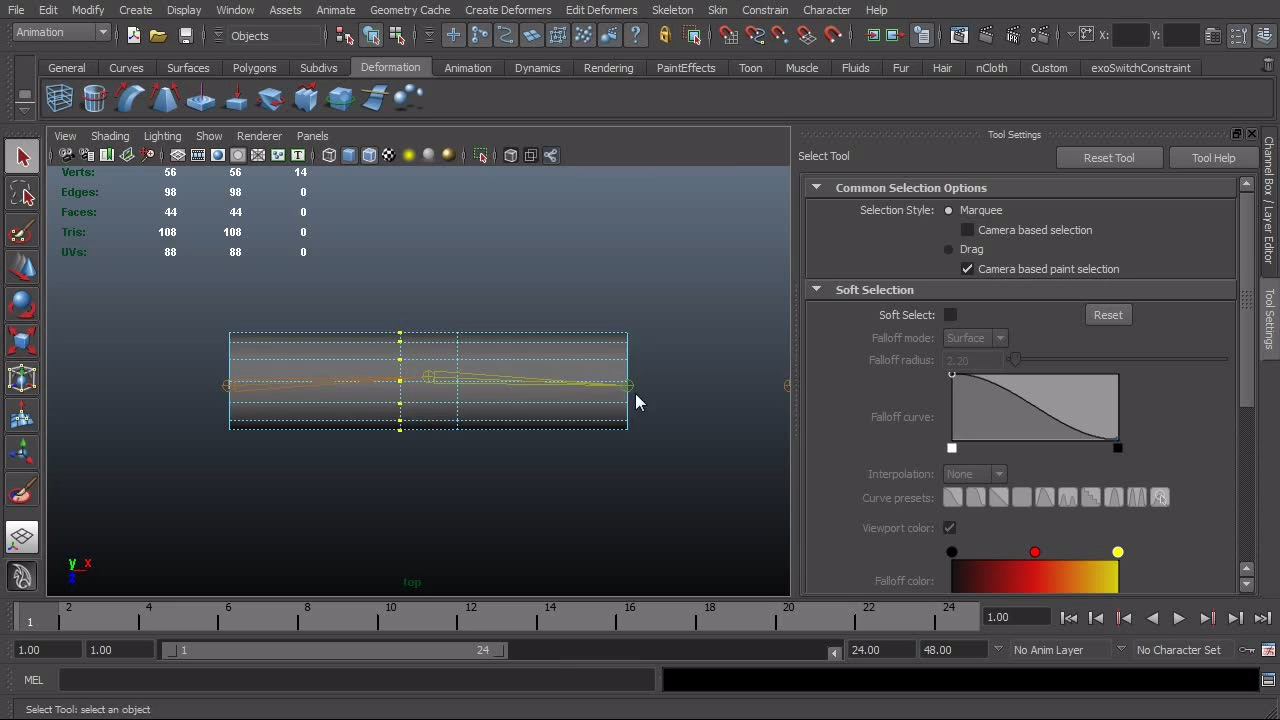 File Edit Modify Create Display Window Assets Animate Geometry Cache Create Deformers Edit Deformers Skeleton Skin Constrain Character Help
Animation Objects X: Y:
General Curves Surfaces Polygons Subdivs Deformation Animation Dynamics Rendering PaintEffects Toon Muscle Fluids Fur Hair nCloth Custom exoSwitchConstraint
View Shading Lighting Show Renderer Panels
Tool Settings
Select Tool Reset Tool Tool Help
Verts: 56 56 14
Edges: 98 98 0
Faces: 44 44 0
Tris: 108 108 0
UVs: 88 88 0
Common Selection Options
Selection Style: Marquee
Camera based selection
Drag
Camera based paint selection
Soft Selection
Soft Select: Reset
Falloff mode: Surface
Falloff radius: 2.20
Falloff curve:
Interpolation: None
Curve presets:
Viewport color:
Falloff color:
Channel Box / Layer Editor
Tool Settings
y x
z
top
1 2 4 6 8 10 12 14 16 18 20 22 24 1.00
1.00 1.00 1 24 24.00 48.00 No Anim Layer No Character Set
MEL
Select Tool: select an object